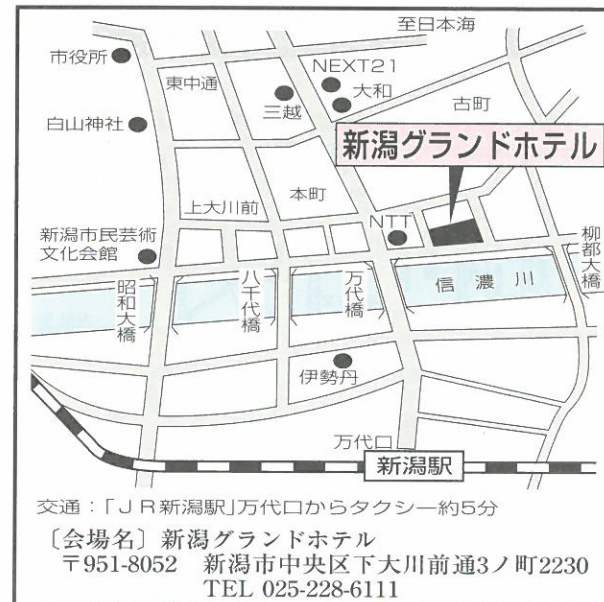 至日本海
市役所
NEXT21
東中通
大和
三越
古町
白山神社
新潟グランドホテル
本町
上大川前
NTT
新潟市民芸術
文化会館
柳都大橋
昭和大橋
八千代橋
万代橋
信濃川
伊勢丹
万代口
新潟駅
交通：「ＪＲ新潟駅」万代口からタクシー約5分
〔会場名〕新潟グランドホテル
〒951-8052　新潟市中央区下大川前通3ノ町2230
TEL 025-228-6111